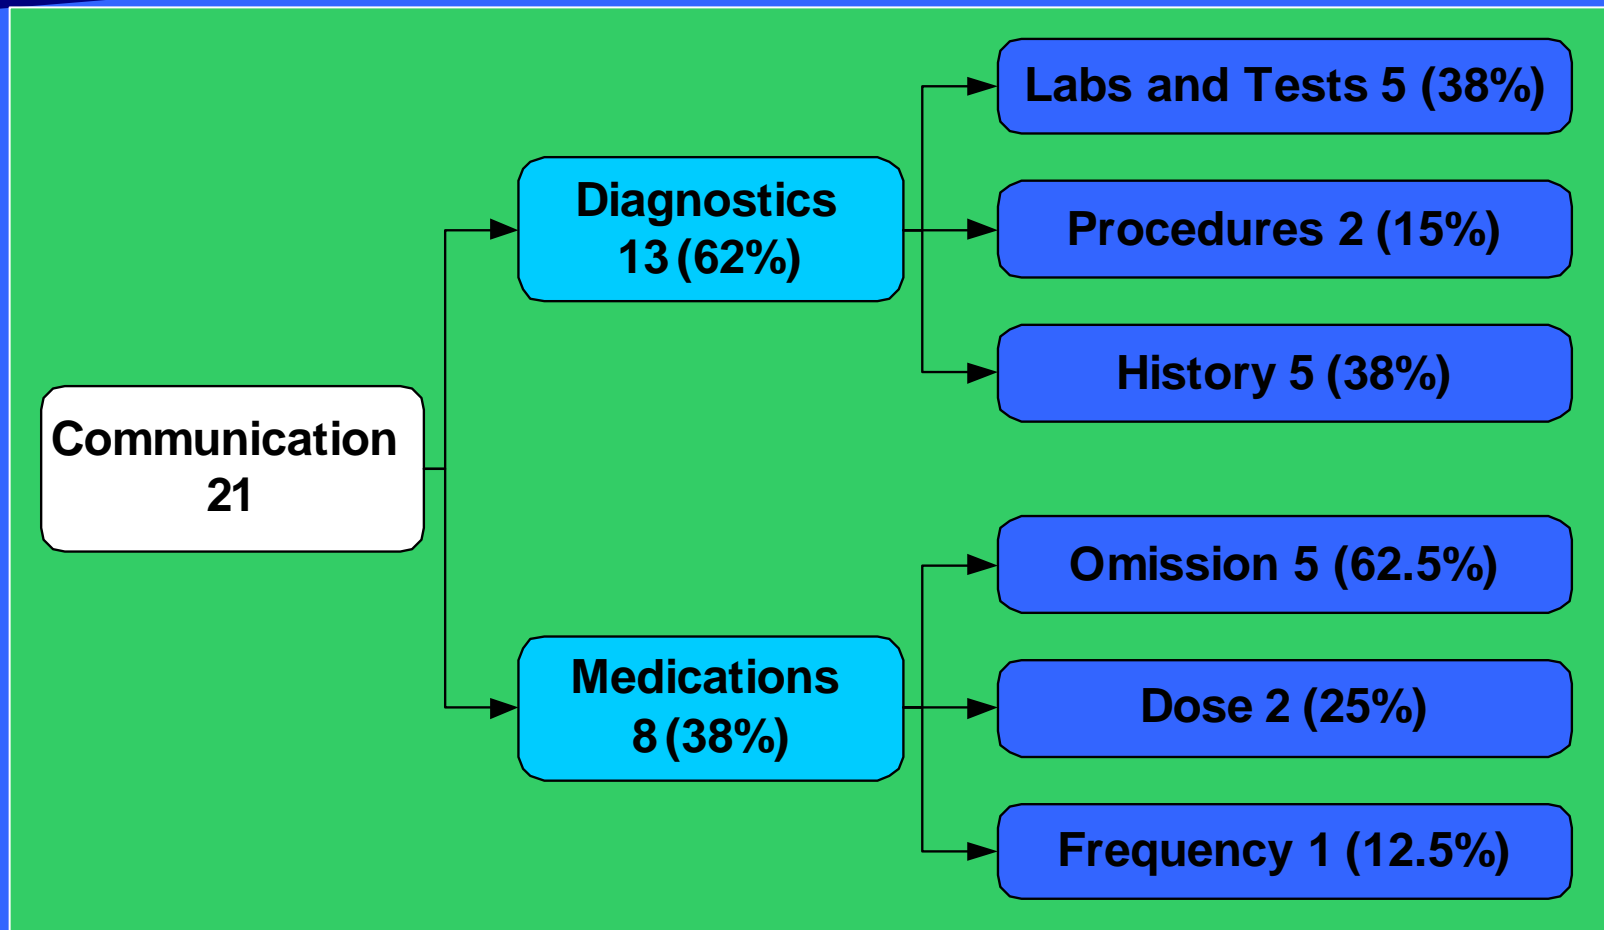 Communication
21
Diagnostics
13 (62%)
Medications
8 (38%)
Labs and Tests 5 (38%)
Procedures 2 (15%)
History 5 (38%)
Omission 5 (62.5%)
Dose 2 (25%)
Frequency 1 (12.5%)